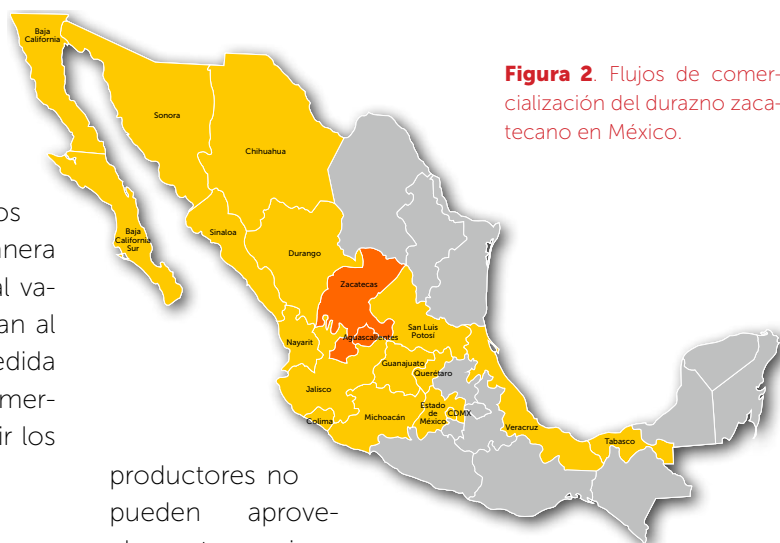 Baja
California
Sonora
Chihuahua
Baja
California
Sur
Sinaloa
Durango
Zacatecas
Nayarit
Aguascalientes
San Luis
Potosí
Guanajuato
Querétaro
Jalisco
Colima
Michoacán
Estado
de
México
CDMX
Veracruz
Tabasco
Figura 2. Flujos de comer-
cialización del durazno zaca-
tecano en México.
os
nera
al va-
an al
edida
mer-
ir los
productores no
pueden aprove-